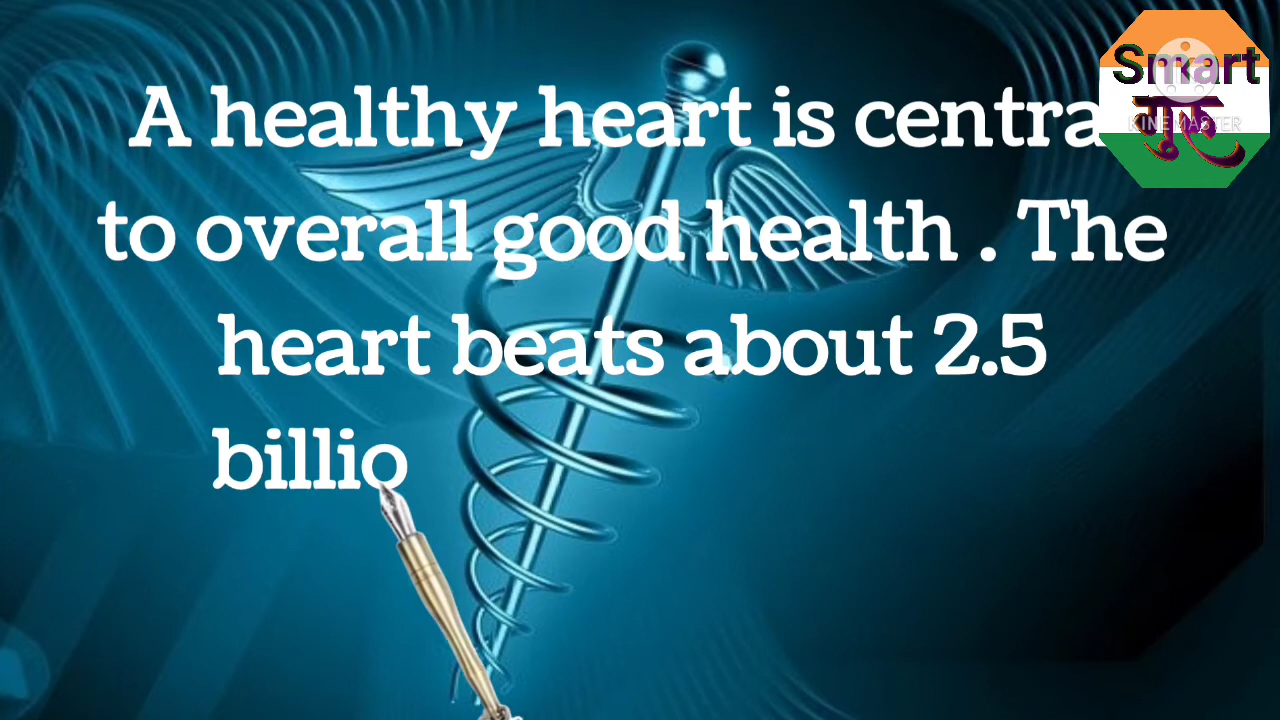 A healthy heart is centra
to overall good health . The
heart beats about 2.5
billio
Smart
KINEMASTER